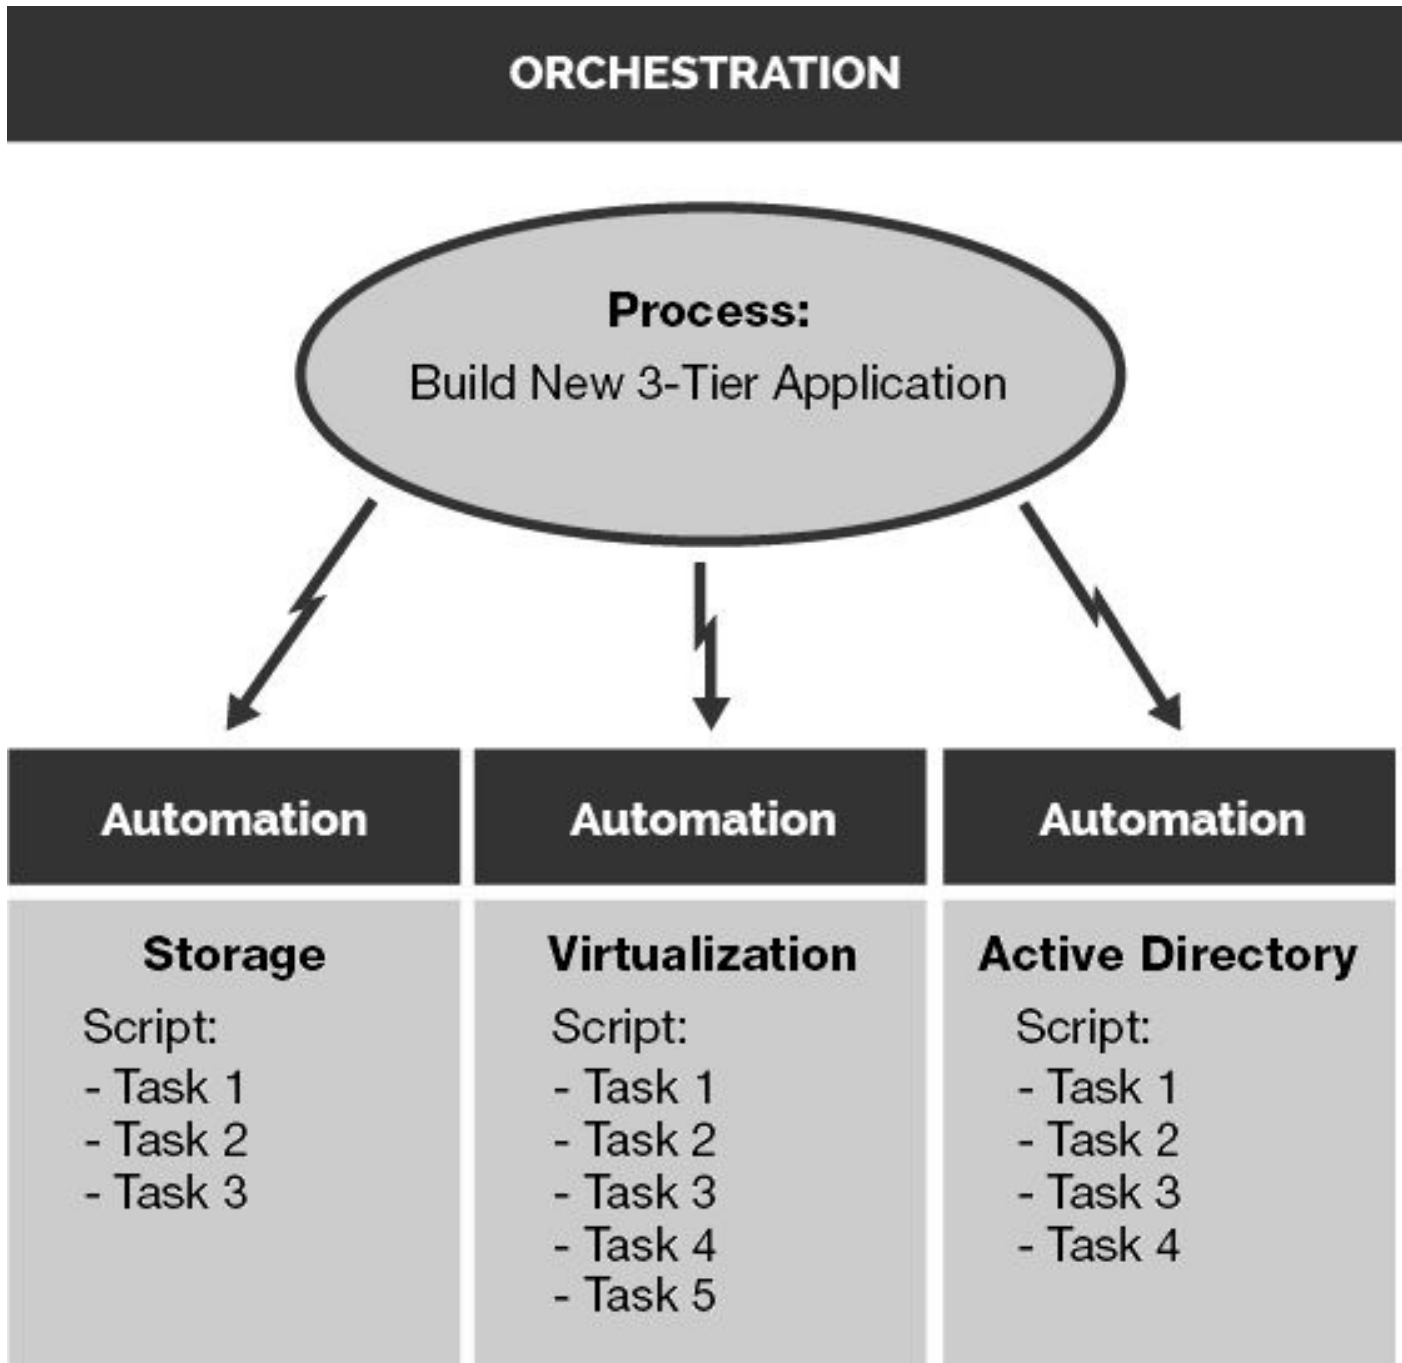 ORCHESTRATION
Process:
Build New 3-Tier Application
Automation
Storage
Script:
- Task 1
- Task 2
- Task 3
Automation
Virtualization
Script:
- Task 1
- Task 2
- Task 3
- Task 4
- Task 5
Automation
Active Directory
Script:
- Task 1
- Task 2
- Task 3
- Task 4